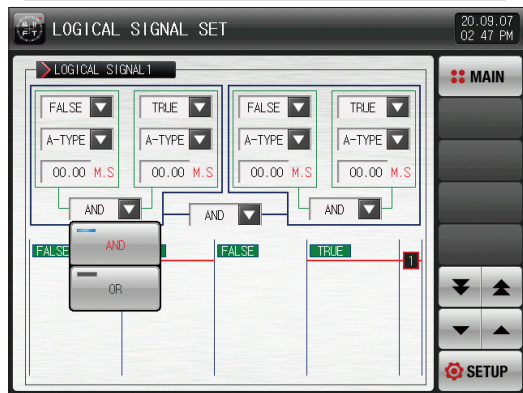 LOGICAL SIGNAL SET
20.09.07
02 47 PM
LOGICAL SIGNAL1
MAIN
FALSE TRUE FALSE TRUE
A-TYPE A-TYPE A-TYPE A-TYPE
00.00 M.S 00.00 M.S 00.00 M.S 00.00 M.S
AND AND AND
FALSE FALSE TRUE
1
AND
OR
SETUP